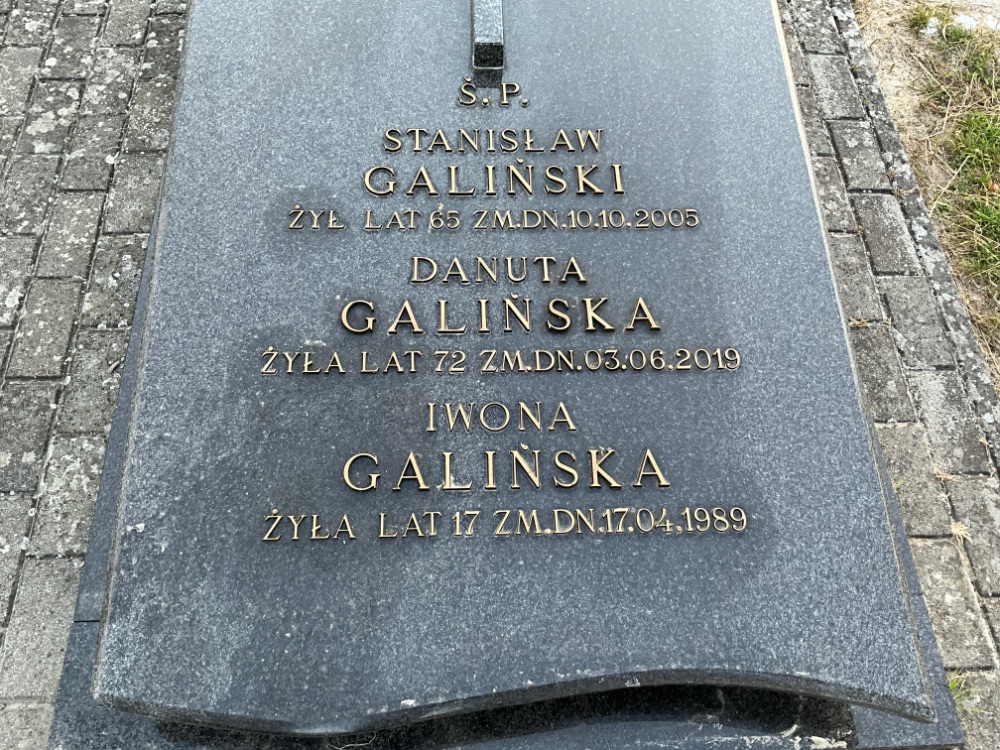 Ś. P.
STANISŁAW
GALIŃSKI
ŻYŁ LAT 65 ZM.DN.10.10.2005
DANUTA
GALIŃSKA
ŻYŁA LAT 72 ZM.DN.03.06.2019
IWONA
GALIŃSKA
ŻYŁA LAT 17 ZM.DN.17.04.1989